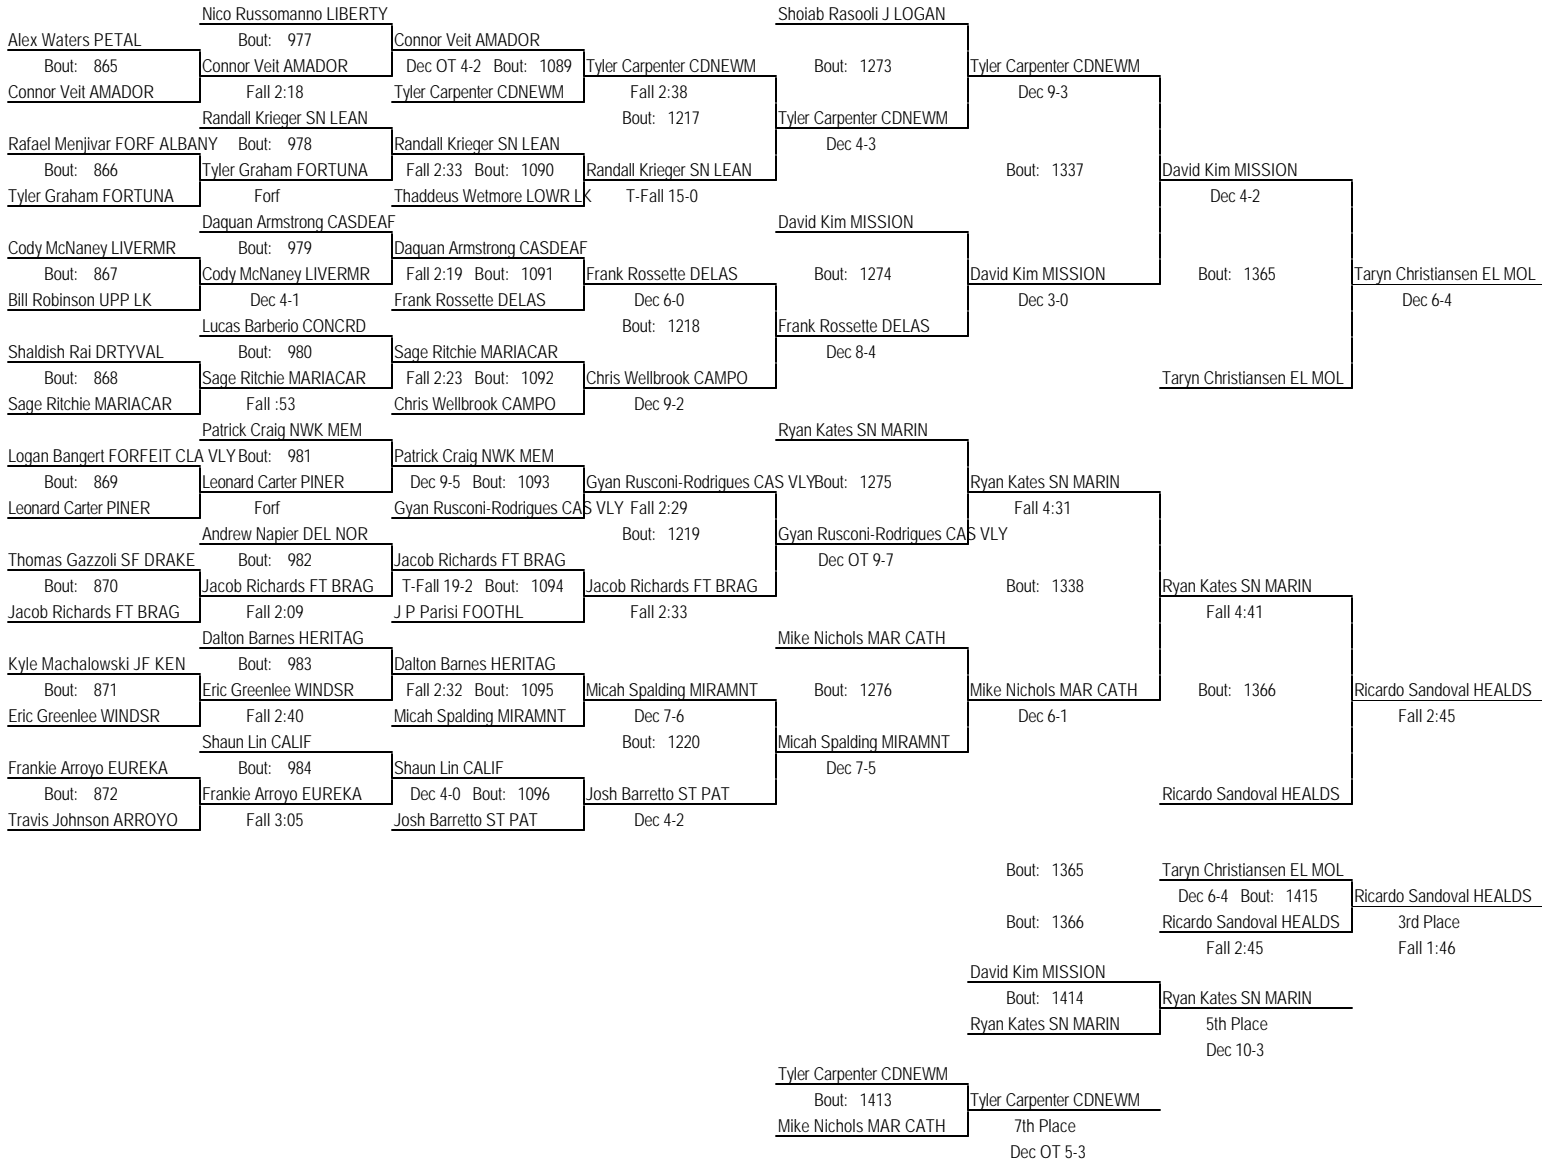 Nico Russomanno LIBERTY Shoiab Rasooli J LOGAN
Alex Waters PETAL Bout: 977 Connor Veit AMADOR
Bout: 865 Connor Veit AMADOR Dec OT 4-2 Bout: 1089 Tyler Carpenter CDNEWM Bout: 1273 Tyler Carpenter CDNEWM
Connor Veit AMADOR Fall 2:18 Tyler Carpenter CDNEWM Fall 2:38 Dec 9-3
Randall Krieger SN LEAN Bout: 1217 Tyler Carpenter CDNEWM
Rafael Menjivar FORF ALBANY Bout: 978 Randall Krieger SN LEAN Dec 4-3
Bout: 866 Tyler Graham FORTUNA Fall 2:33 Bout: 1090 Randall Krieger SN LEAN Bout: 1337 David Kim MISSION
Tyler Graham FORTUNA Forf Thaddeus Wetmore LOWR LK T-Fall 15-0 Dec 4-2
Daquan Armstrong CASDEAF David Kim MISSION
Cody McNaney LIVERMR Bout: 979 Daquan Armstrong CASDEAF
Bout: 867 Cody McNaney LIVERMR Fall 2:19 Bout: 1091 Frank Rossette DELAS Bout: 1274 David Kim MISSION Bout: 1365 Taryn Christiansen EL MOL
Bill Robinson UPP LK Dec 4-1 Frank Rossette DELAS Dec 6-0 Dec 3-0 Dec 6-4
Lucas Barberio CONCRD Bout: 1218 Frank Rossette DELAS
Shaldish Rai DRTYVAL Bout: 980 Sage Ritchie MARIACAR Dec 8-4
Bout: 868 Sage Ritchie MARIACAR Fall 2:23 Bout: 1092 Chris Wellbrook CAMPO Taryn Christiansen EL MOL
Sage Ritchie MARIACAR Fall :53 Chris Wellbrook CAMPO Dec 9-2
Patrick Craig NWK MEM Ryan Kates SN MARIN
Logan Bangert FORFEIT CLA VLY Bout: 981 Patrick Craig NWK MEM
Bout: 869 Leonard Carter PINER Dec 9-5 Bout: 1093 Gyan Rusconi-Rodrigues CAS VLY Bout: 1275 Ryan Kates SN MARIN
Leonard Carter PINER Forf Gyan Rusconi-Rodrigues CAS VLY Fall 2:29 Fall 4:31
Andrew Napier DEL NOR Bout: 1219 Gyan Rusconi-Rodrigues CAS VLY
Thomas Gazzoli SF DRAKE Bout: 982 Jacob Richards FT BRAG Dec OT 9-7
Bout: 870 Jacob Richards FT BRAG T-Fall 19-2 Bout: 1094 Jacob Richards FT BRAG Bout: 1338 Ryan Kates SN MARIN
Jacob Richards FT BRAG Fall 2:09 J P Parisi FOOTHL Fall 2:33 Fall 4:41
Dalton Barnes HERITAG Mike Nichols MAR CATH
Kyle Machalowski JF KEN Bout: 983 Dalton Barnes HERITAG
Bout: 871 Eric Greenlee WINDSR Fall 2:32 Bout: 1095 Micah Spalding MIRAMNT Bout: 1276 Mike Nichols MAR CATH Bout: 1366 Ricardo Sandoval HEALDS
Eric Greenlee WINDSR Fall 2:40 Micah Spalding MIRAMNT Dec 7-6 Dec 6-1 Fall 2:45
Shaun Lin CALIF Bout: 1220 Micah Spalding MIRAMNT
Frankie Arroyo EUREKA Bout: 984 Shaun Lin CALIF Dec 7-5
Bout: 872 Frankie Arroyo EUREKA Dec 4-0 Bout: 1096 Josh Barretto ST PAT Ricardo Sandoval HEALDS
Travis Johnson ARROYO Fall 3:05 Josh Barretto ST PAT Dec 4-2
Bout: 1365 Taryn Christiansen EL MOL
Dec 6-4 Bout: 1415 Ricardo Sandoval HEALDS
Bout: 1366 Ricardo Sandoval HEALDS 3rd Place
Fall 2:45 Fall 1:46
David Kim MISSION
Bout: 1414 Ryan Kates SN MARIN
Ryan Kates SN MARIN 5th Place
Dec 10-3
Tyler Carpenter CDNEWM
Bout: 1413 Tyler Carpenter CDNEWM
Mike Nichols MAR CATH 7th Place
Dec OT 5-3